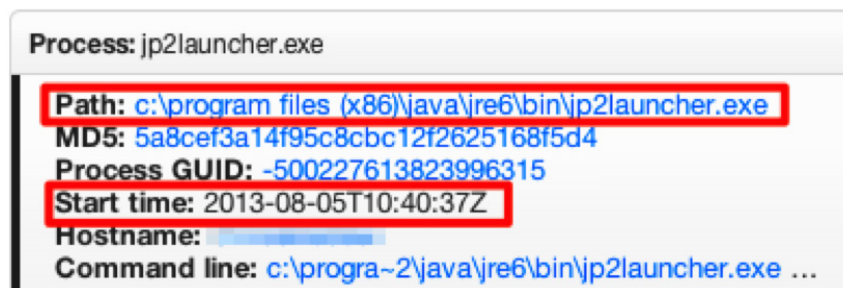 Process: jp2launcher.exe
Path: c:\program files (x86)\java\jre6\bin\jp2launcher.exe
MD5: 5a8cef3a14f95c8cbc12f2625168f5d4
Process GUID: -500227613823996315
Start time: 2013-08-05T10:40:37Z
Hostname:
Command line: c:\progra~2\java\jre6\bin\jp2launcher.exe ...